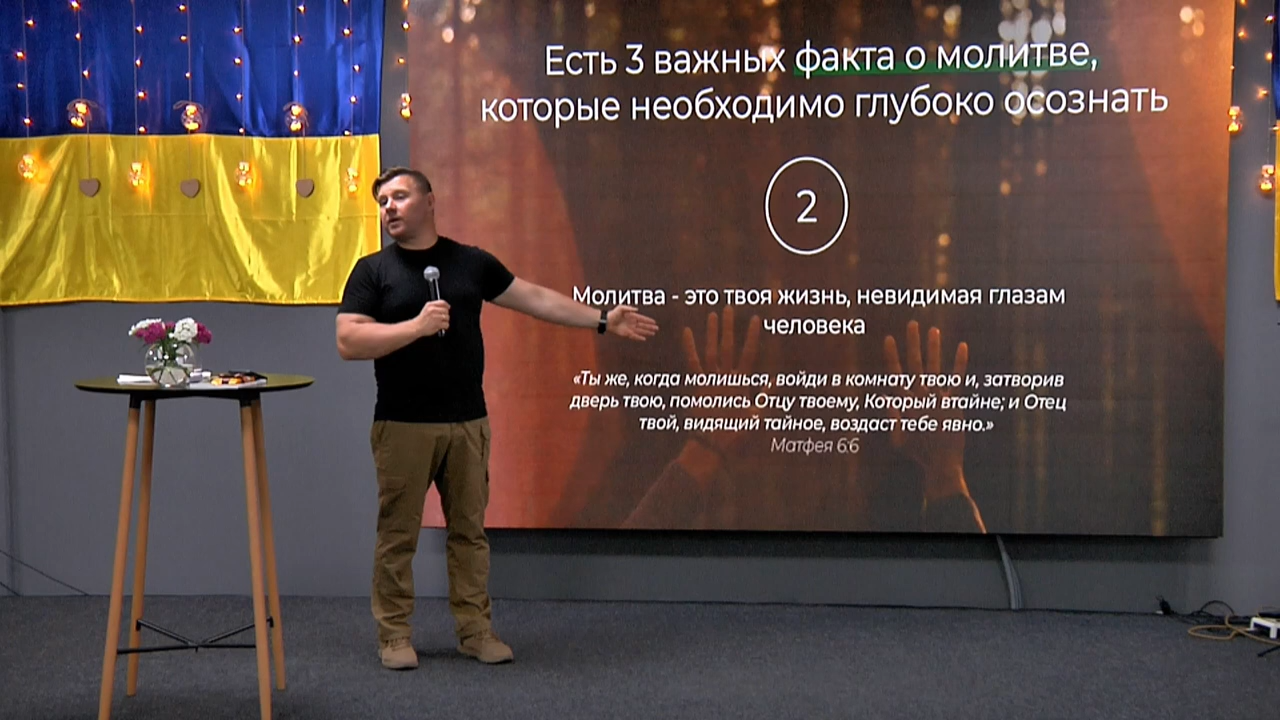 Есть 3 важных факта о молитве,
которые необходимо глубоко осознать
2
Молитва - это твоя жизнь, невидимая глазам
человека
«Ты же, когда молишься, войди в комнату твою и, затворив
дверь твою, помолись Отцу твоему, Который втайне; и Отец
твой, видящий тайное, воздаст тебе явно.»
Матфея 6:6